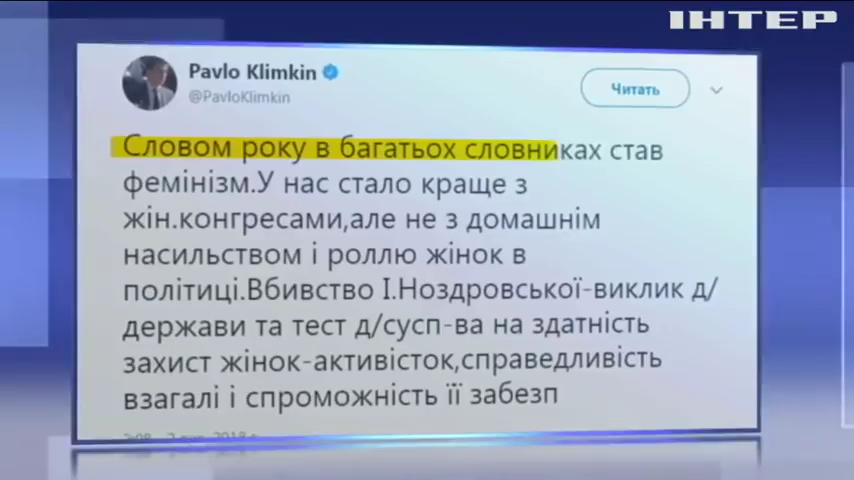 ІНТЕР
Pavlo Klimkin
@PavloKlimkin
Читать
Словом року в багатьох словниках став
фемінізм.У нас стало краще з
жін.конгресами,але не з домашнім
насильством і роллю жінок в
політиці.Вбивство І.Ноздровської-виклик д/
держави та тест д/сусп-ва на здатність
захист жінок-активісток,справедливість
взагалі і спроможність її забезп